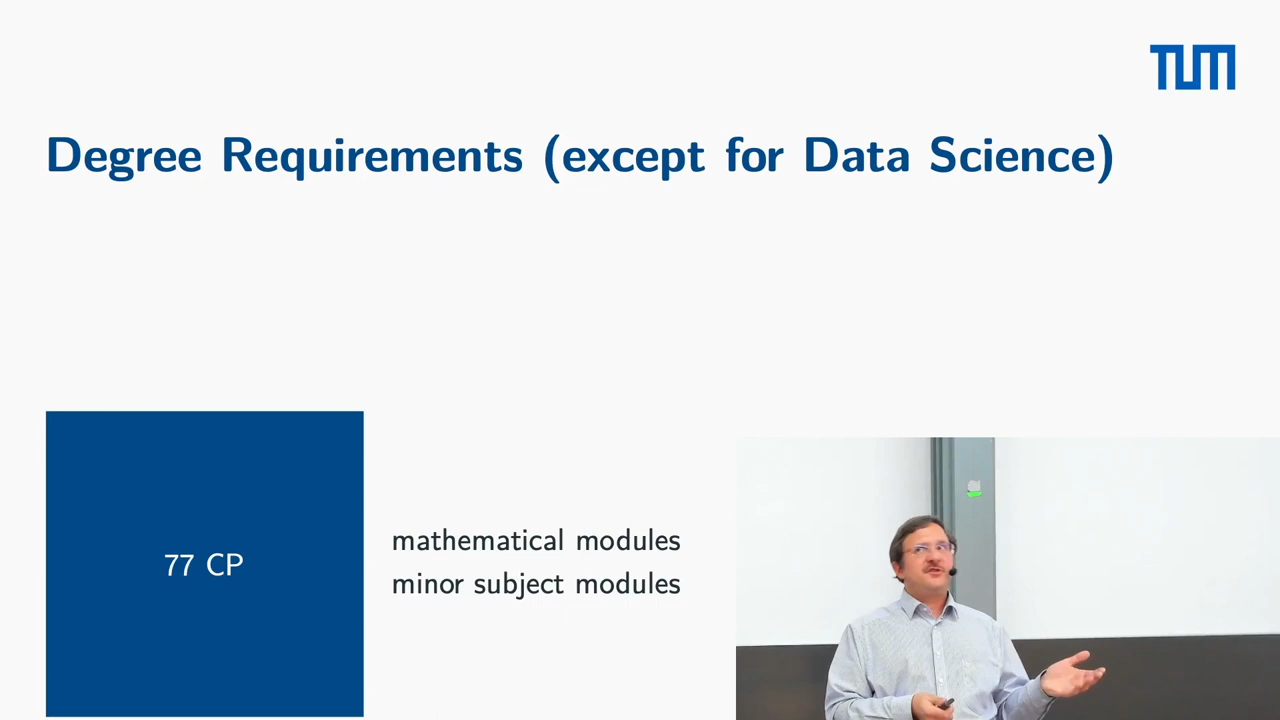 TUM
Degree Requirements (except for Data Science)
77 CP
mathematical modules
minor subject modules